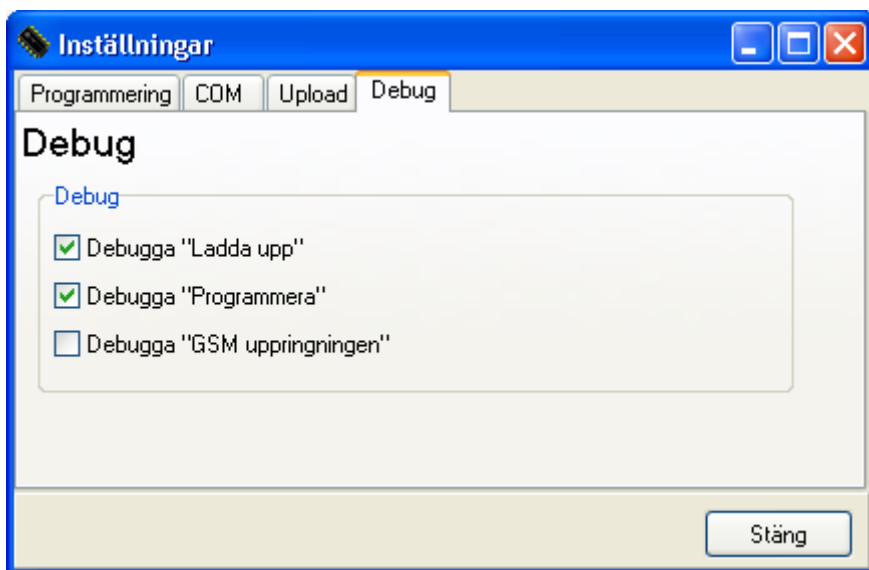 Inställningar
Programmering COM Upload Debug
Debug
Debug
Debugga "Ladda upp"
Debugga "Programmera"
Debugga "GSM uppringningen"
Stäng